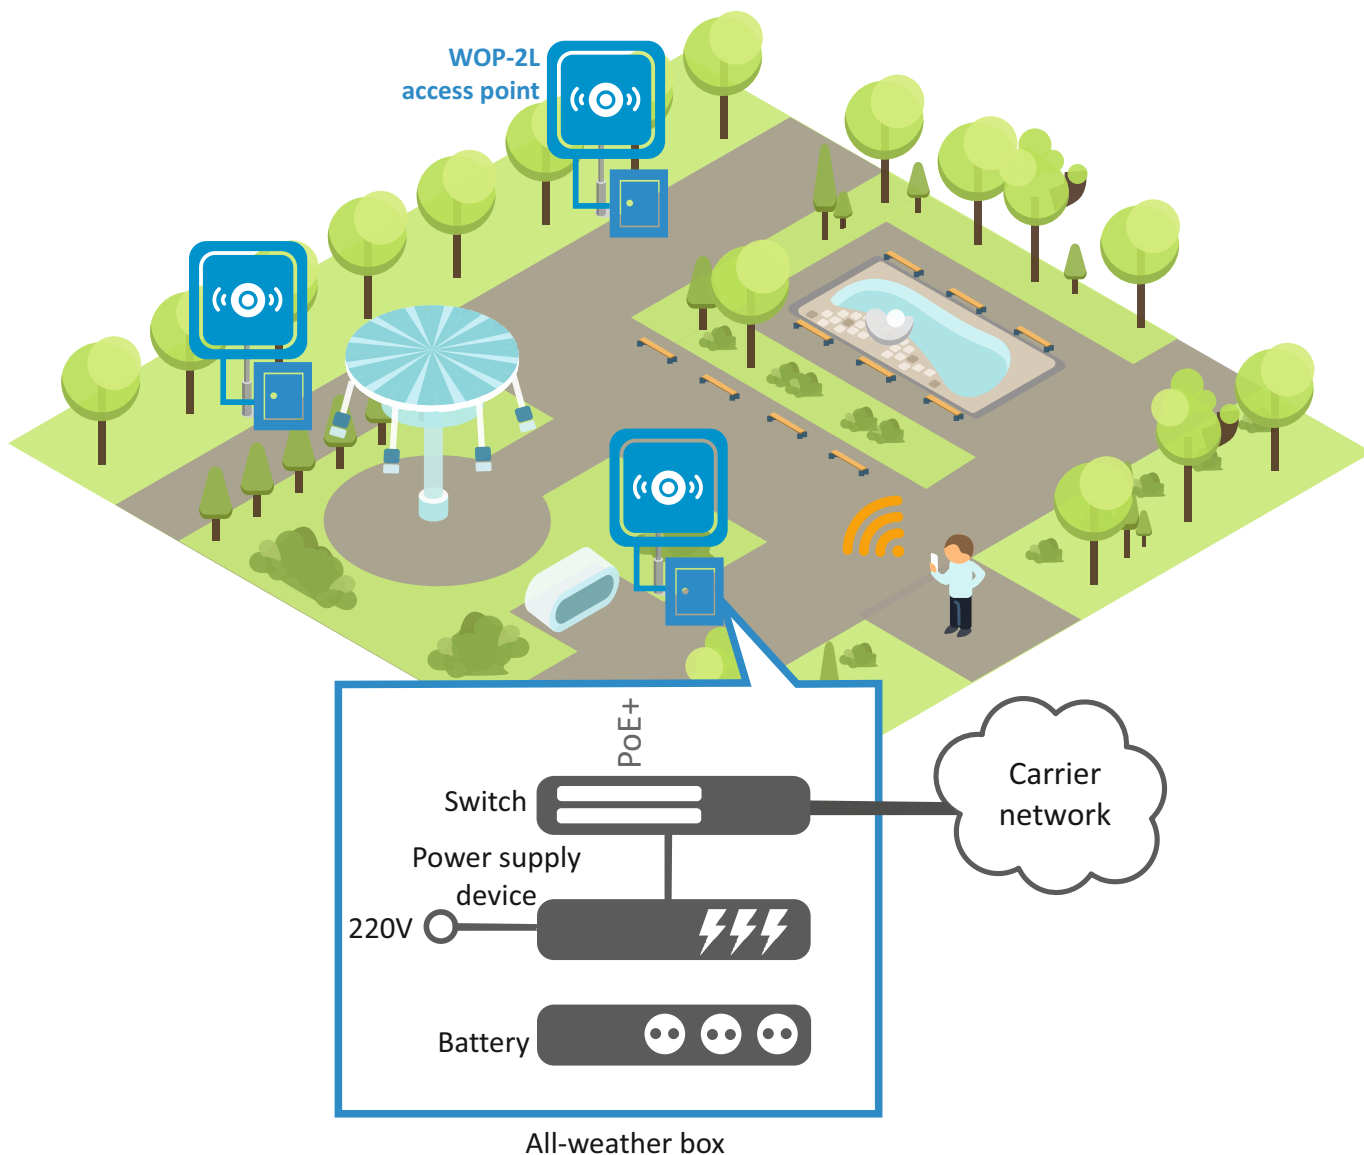 WOP-2L
access point
PoE+
Switch
Carrier
network
Power supply
device
220V
Battery
All-weather box